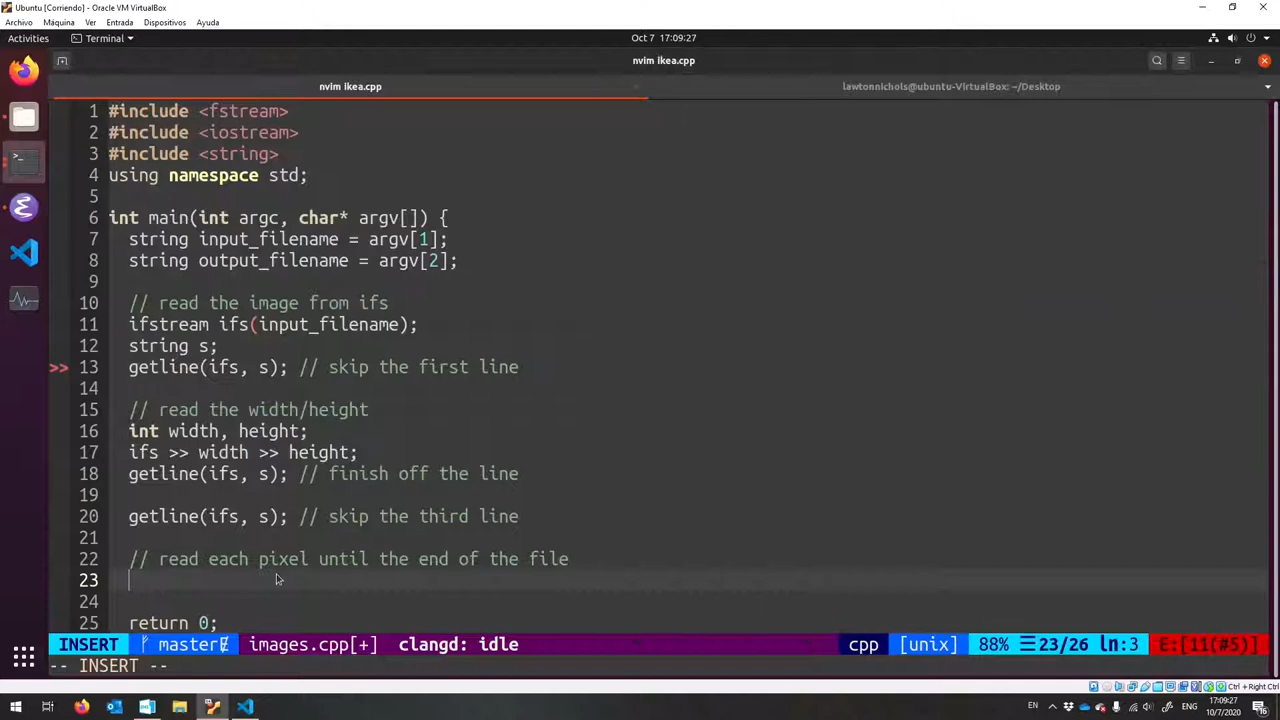 Ubuntu [Corriendo] - Oracle VM VirtualBox
Archivo Máquina Ver Entrada Dispositivos Ayuda
Activities Terminal Oct 7 17:09:27
nvim ikea.cpp
nvim ikea.cpp lawtonnichols@ubuntu-VirtualBox: ~/Desktop
1 #include <fstream>
2 #include <iostream>
3 #include <string>
4 using namespace std;
5
6 int main(int argc, char* argv[]) {
7 string input_filename = argv[1];
8 string output_filename = argv[2];
9
10 // read the image from ifs
11 ifstream ifs(input_filename);
12 string s;
>> 13 getline(ifs, s); // skip the first line
14
15 // read the width/height
16 int width, height;
17 ifs >> width >> height;
18 getline(ifs, s); // finish off the line
19
20 getline(ifs, s); // skip the third line
21
22 // read each pixel until the end of the file
23
24
25 return 0;
INSERT master images.cpp[+] clangd: idle cpp [unix] 88% ☰23/26 ln:3 E:[11(#5)]
-- INSERT --
Ctrl + Right Ctrl
EN ENG 17:09:27
10/7/2020 16